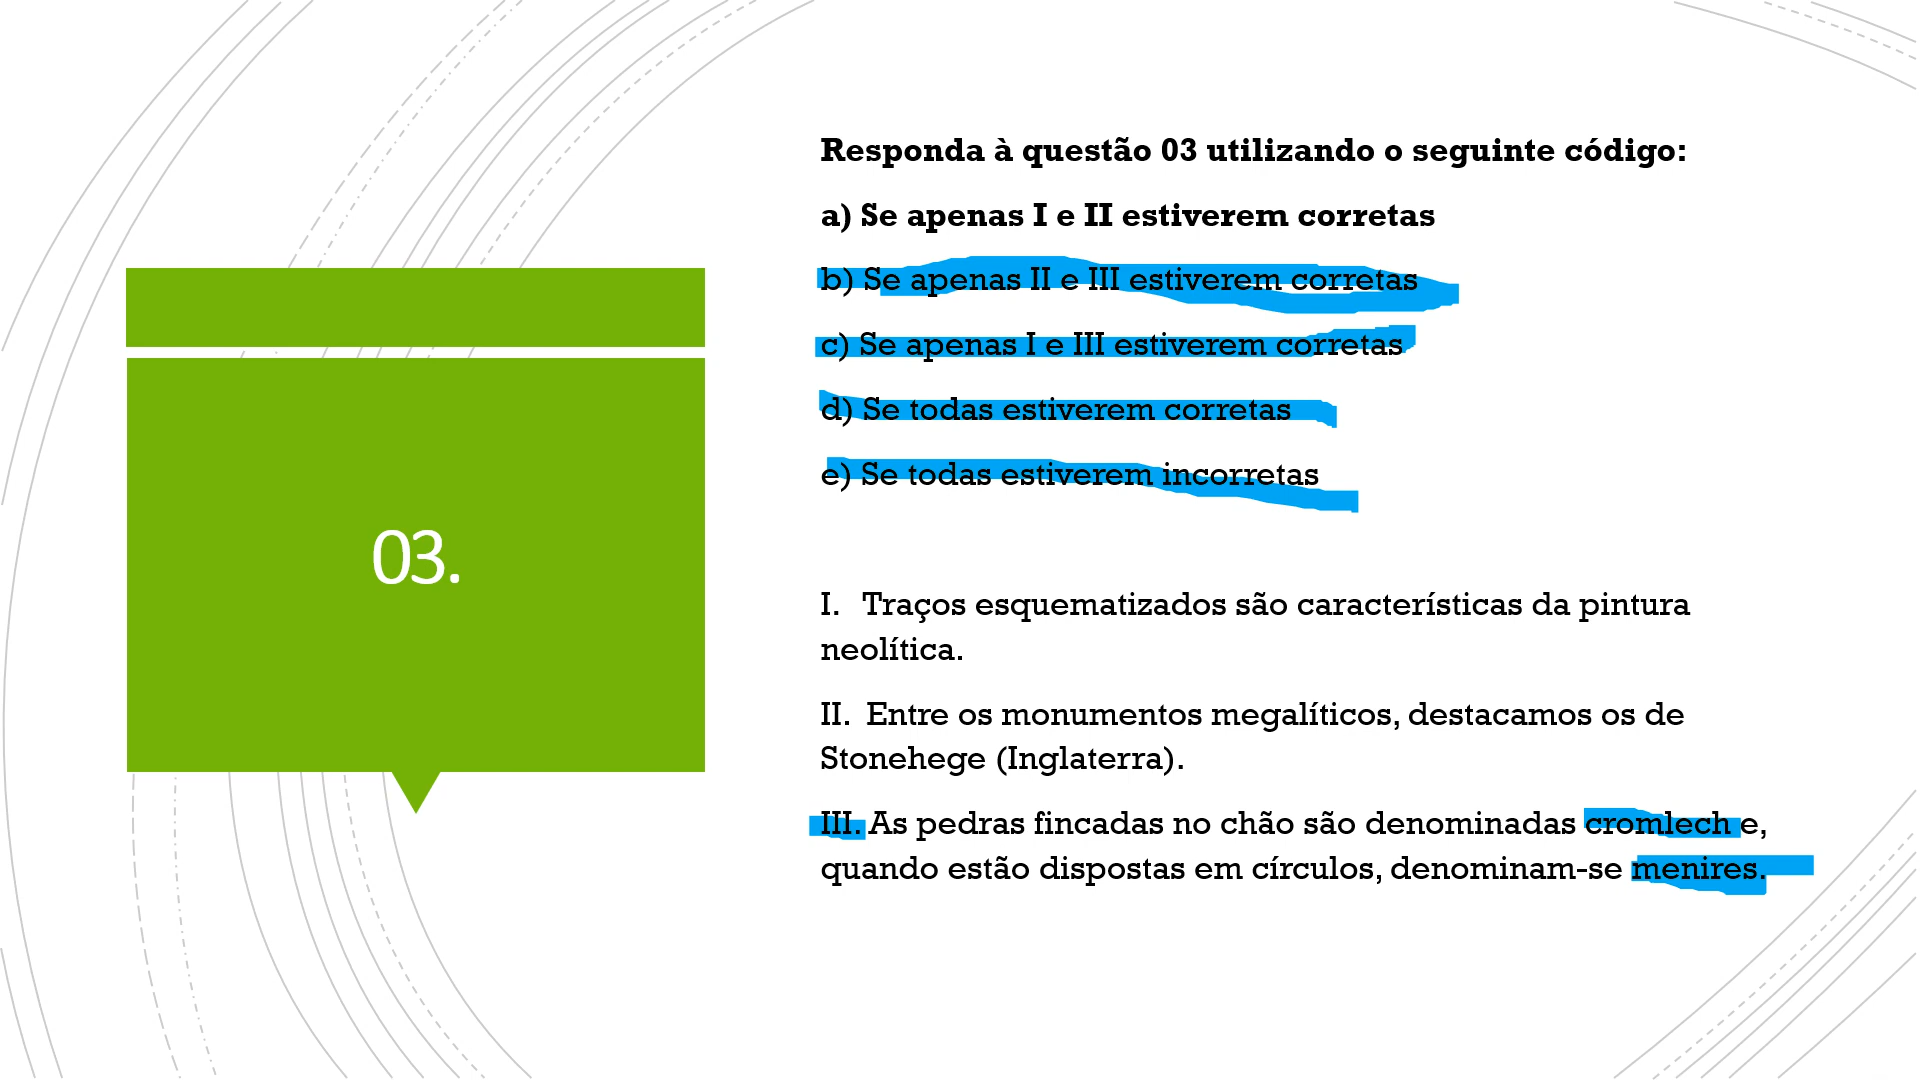 03.
Responda à questão 03 utilizando o seguinte código:
a) Se apenas I e II estiverem corretas
b) Se apenas II e III estiverem corretas
c) Se apenas I e III estiverem corretas
d) Se todas estiverem corretas
e) Se todas estiverem incorretas
I. Traços esquematizados são características da pintura
neolítica.
II. Entre os monumentos megalíticos, destacamos os de
Stonehege (Inglaterra).
III. As pedras fincadas no chão são denominadas cromlech e,
quando estão dispostas em círculos, denominam-se menires.